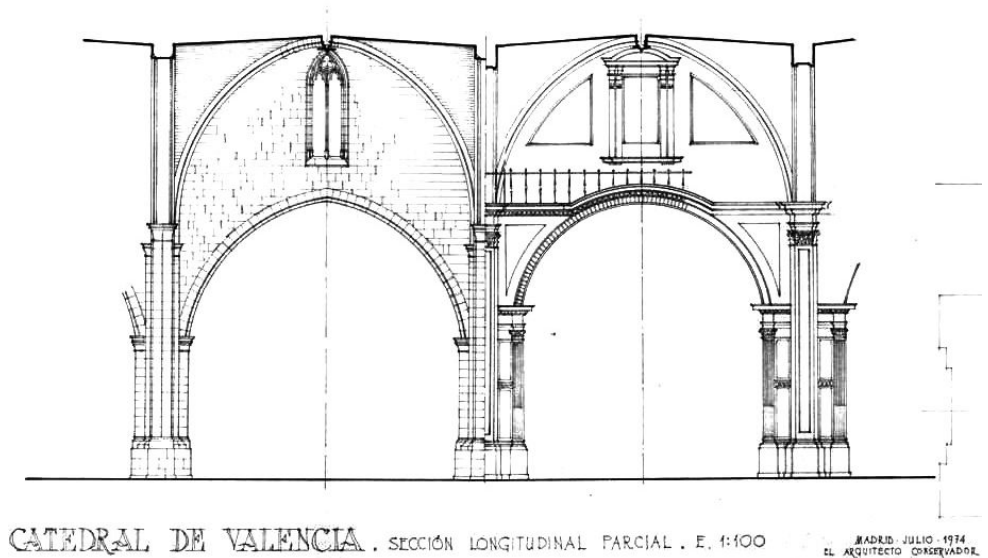 CATEDRAL DE VALENCIA. SECCIÓN LONGITUDINAL PARCIAL. E. 1:100
MADRID-JULIO-1974
EL ARQUITECTO CONSERVADOR